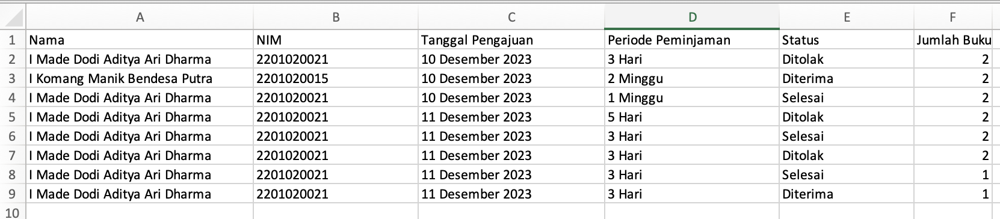 A B C D E F
1 Nama NIM Tanggal Pengajuan Periode Peminjaman Status Jumlah Buku
2 I Made Dodi Aditya Ari Dharma 2201020021 10 Desember 2023 3 Hari Ditolak 2
3 I Komang Manik Bendesa Putra 2201020015 10 Desember 2023 2 Minggu Diterima 2
4 I Made Dodi Aditya Ari Dharma 2201020021 10 Desember 2023 1 Minggu Selesai 2
5 I Made Dodi Aditya Ari Dharma 2201020021 11 Desember 2023 5 Hari Ditolak 2
6 I Made Dodi Aditya Ari Dharma 2201020021 11 Desember 2023 3 Hari Selesai 2
7 I Made Dodi Aditya Ari Dharma 2201020021 11 Desember 2023 3 Hari Ditolak 2
8 I Made Dodi Aditya Ari Dharma 2201020021 11 Desember 2023 3 Hari Selesai 1
9 I Made Dodi Aditya Ari Dharma 2201020021 11 Desember 2023 3 Hari Diterima 1
10